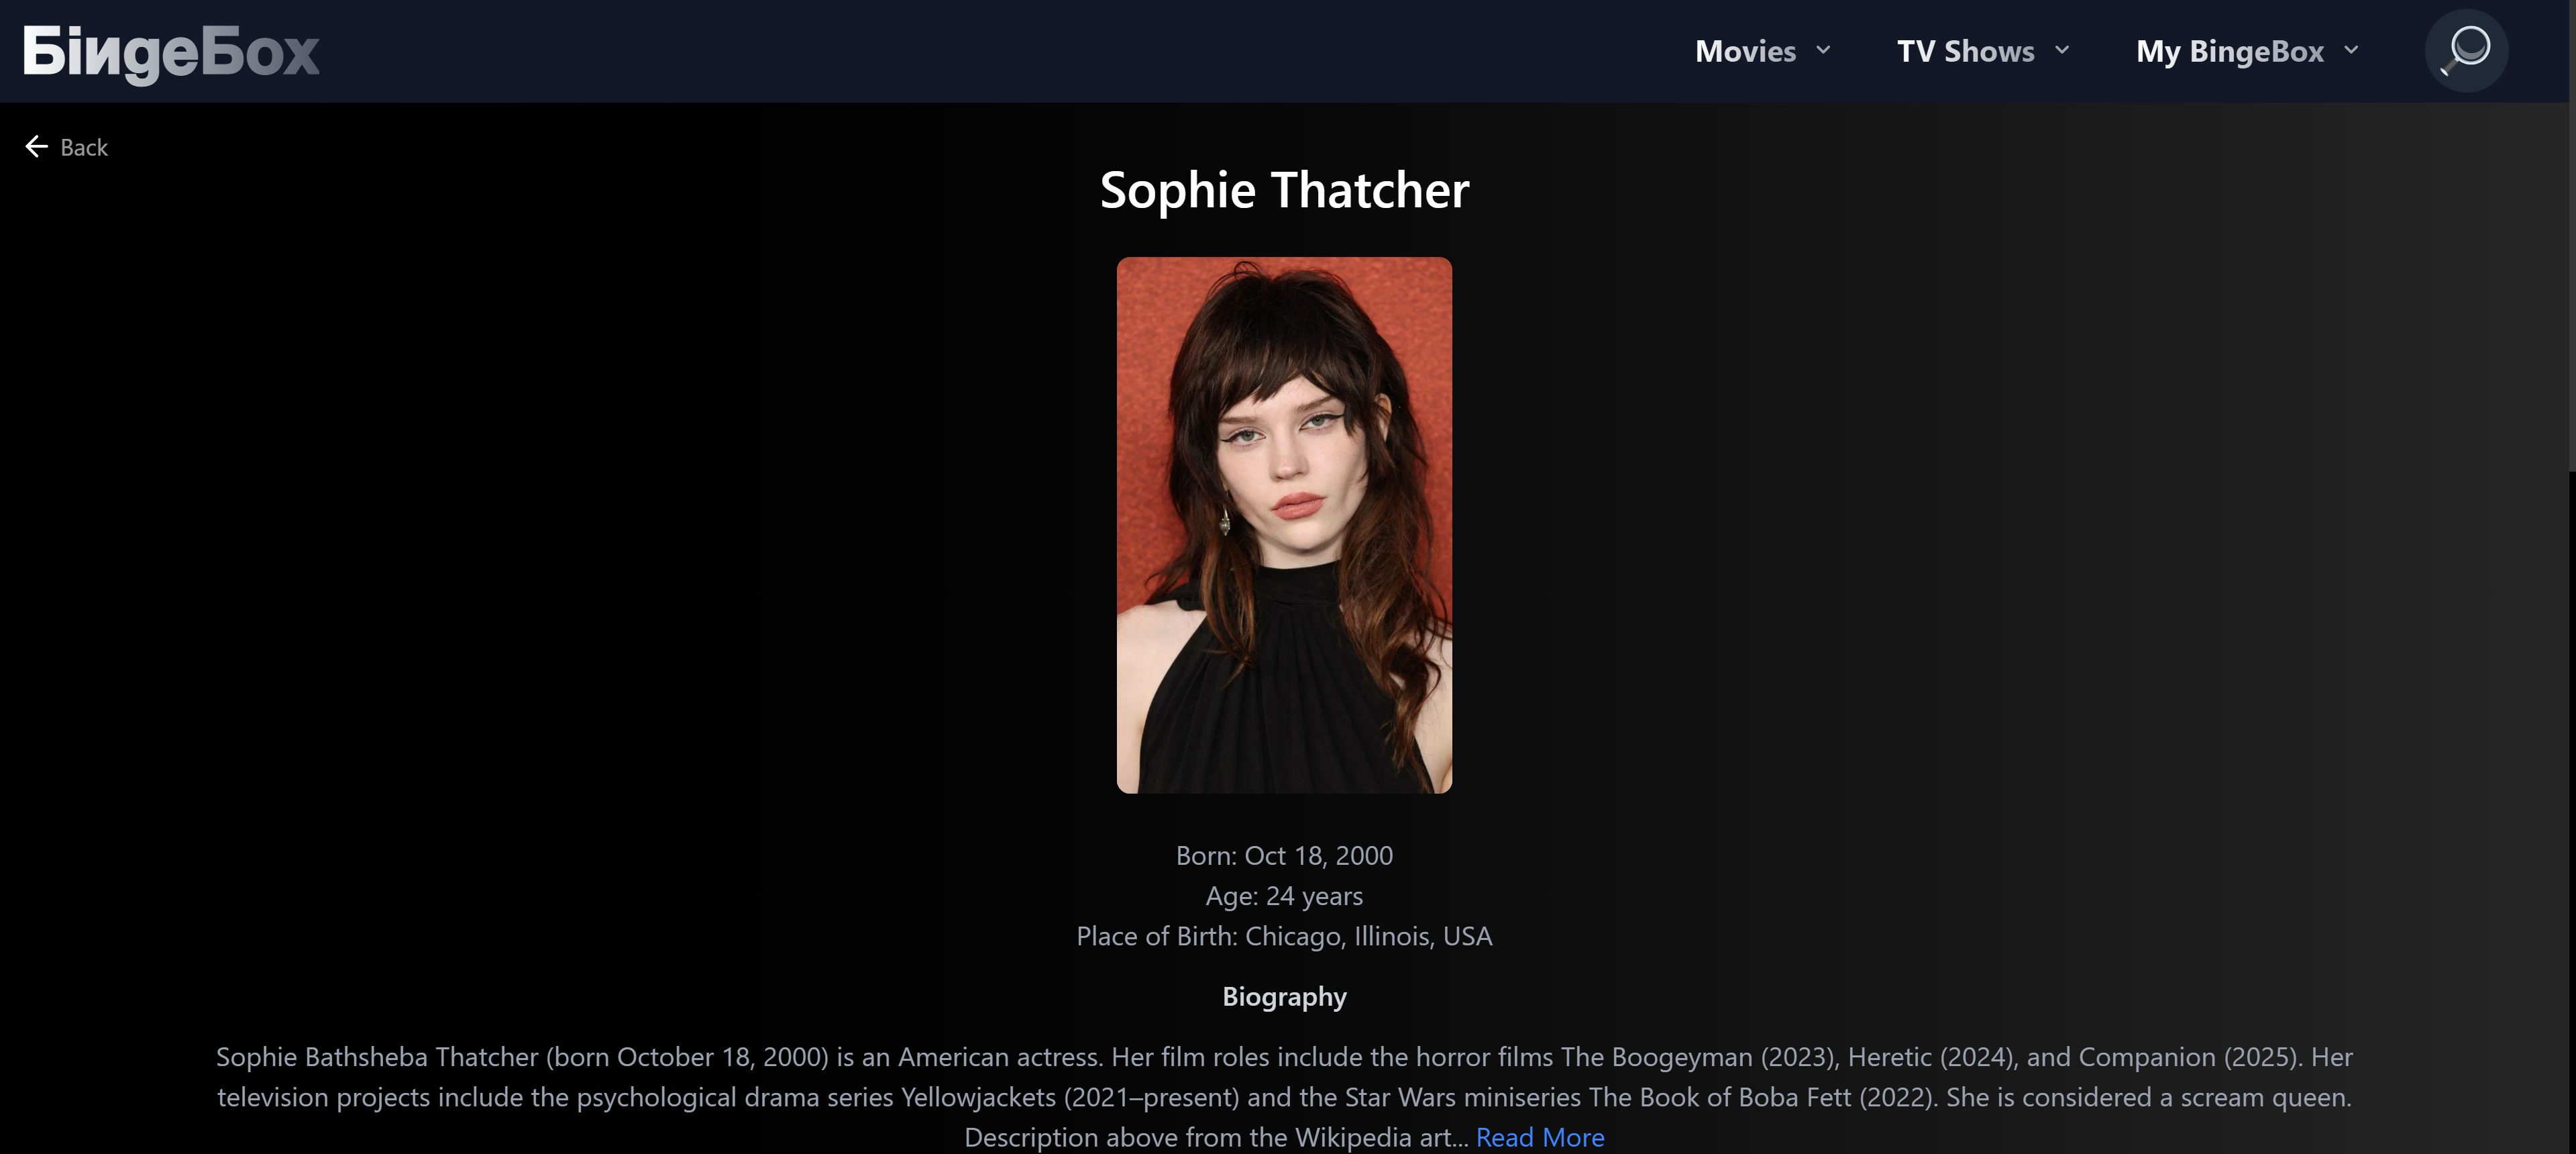 БiиgeБox
Movies
TV Shows
My BingeBox
Back
Sophie Thatcher
Born: Oct 18, 2000
Age: 24 years
Place of Birth: Chicago, Illinois, USA
Biography
Sophie Bathsheba Thatcher (born October 18, 2000) is an American actress. Her film roles include the horror films The Boogeyman (2023), Heretic (2024), and Companion (2025). Her
television projects include the psychological drama series Yellowjackets (2021–present) and the Star Wars miniseries The Book of Boba Fett (2022). She is considered a scream queen.
Description above from the Wikipedia art... Read More